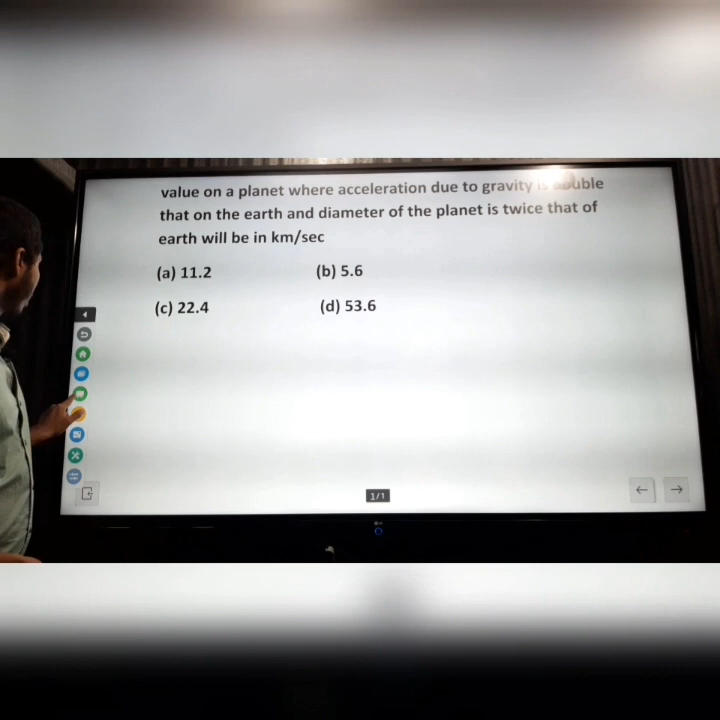 value on a planet where acceleration due to gravity is double
that on the earth and diameter of the planet is twice that of
earth will be in km/sec
(a) 11.2 (b) 5.6
(c) 22.4 (d) 53.6
1/1